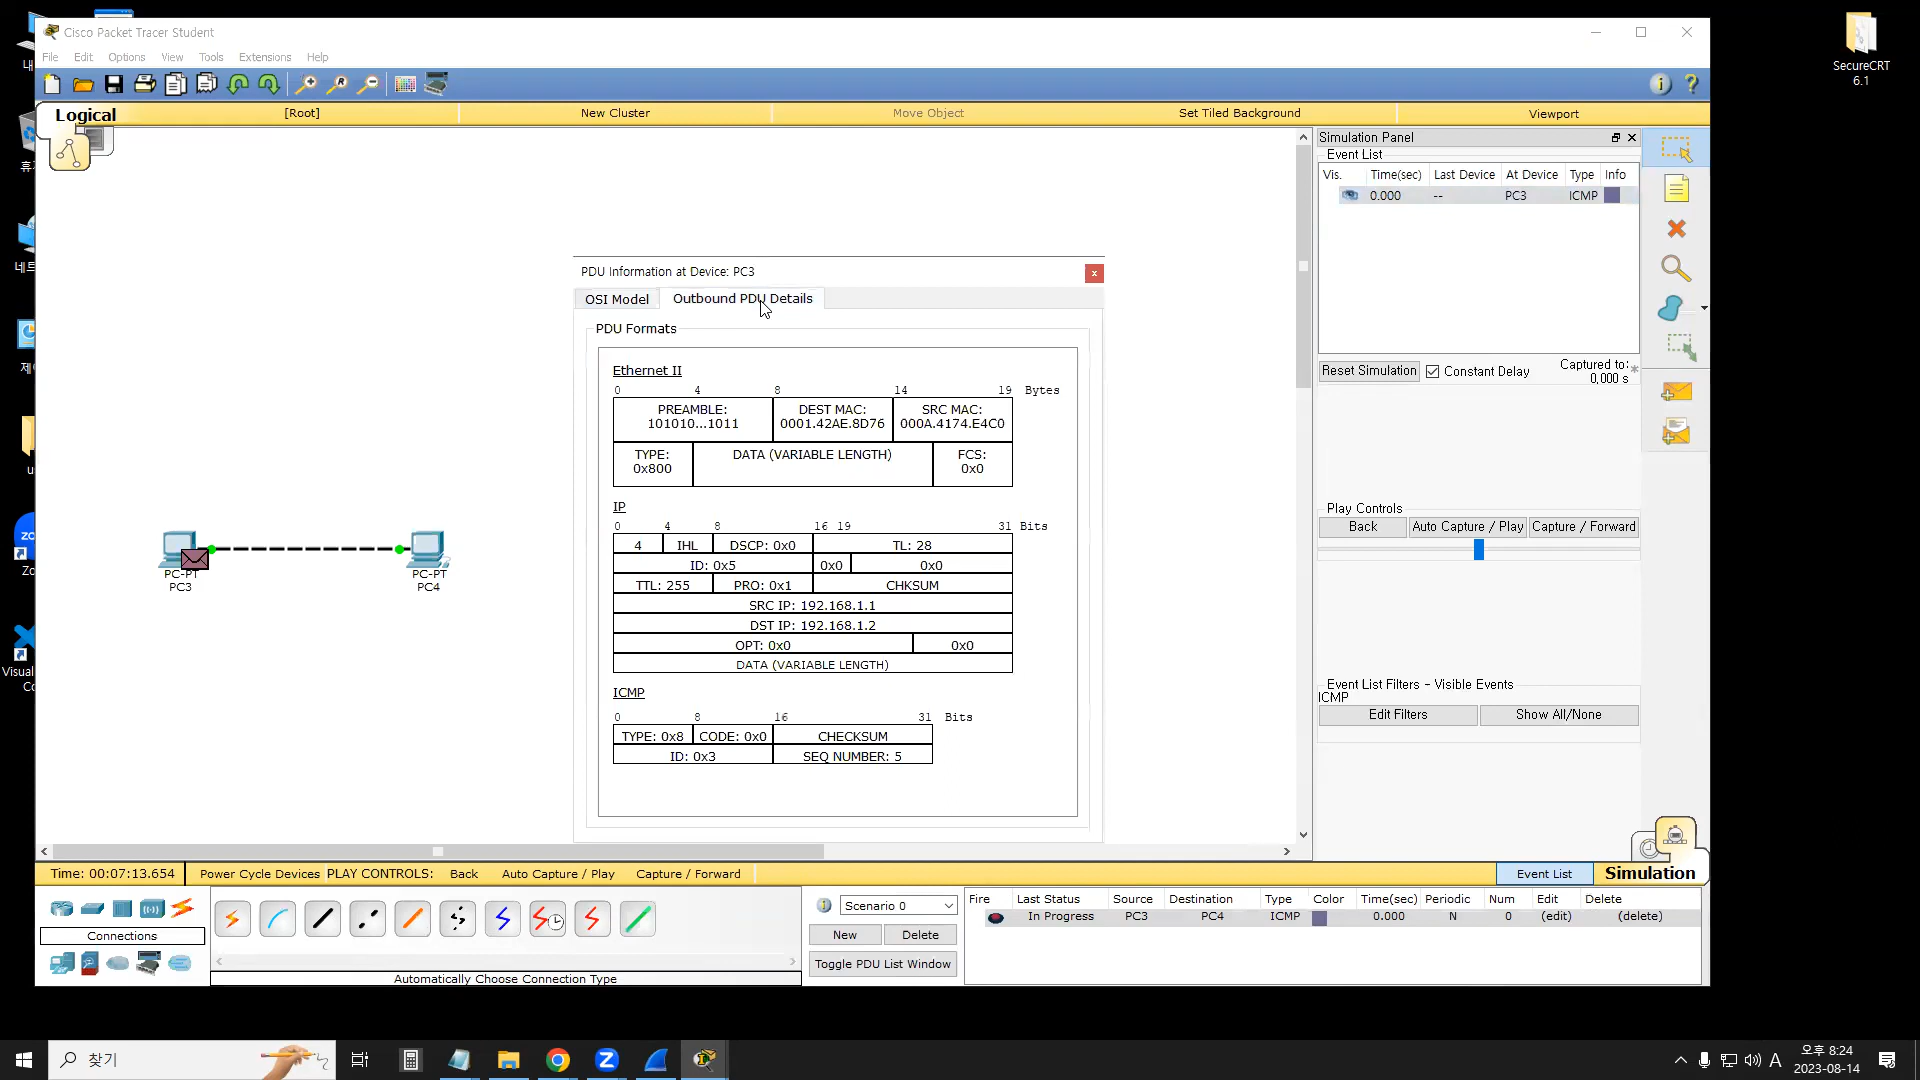 Cisco Packet Tracer Student
SecureCRT
6.1
File Edit Options View Tools Extensions Help
Logical [Root] New Cluster Move Object Set Tiled Background Viewport
Simulation Panel
Event List
Vis. Time(sec) Last Device At Device Type Info
0.000 -- PC3 ICMP
Reset Simulation Constant Delay Captured to:
0,000 s
PDU Information at Device: PC3
OSI Model Outbound PDU Details
PDU Formats
Ethernet II
0 4 8 14 19 Bytes
PREAMBLE: DEST MAC: SRC MAC:
101010...1011 0001.42AE.8D76 000A.4174.E4C0
TYPE: DATA (VARIABLE LENGTH) FCS:
0x800 0x0
IP
0 4 8 16 19 31 Bits
4 IHL DSCP: 0x0 TL: 28
ID: 0x5 0x0 0x0
TTL: 255 PRO: 0x1 CHKSUM
SRC IP: 192.168.1.1
DST IP: 192.168.1.2
OPT: 0x0 0x0
DATA (VARIABLE LENGTH)
ICMP
0 8 16 31 Bits
TYPE: 0x8 CODE: 0x0 CHECKSUM
ID: 0x3 SEQ NUMBER: 5
PC-PT PC-PT
PC3 PC4
Play Controls
Back Auto Capture / Play Capture / Forward
Event List Filters - Visible Events
ICMP
Edit Filters Show All/None
Time: 00:07:13.654 Power Cycle Devices PLAY CONTROLS: Back Auto Capture / Play Capture / Forward Event List Simulation
Connections
Automatically Choose Connection Type
Scenario 0
New Delete
Toggle PDU List Window
Fire Last Status Source Destination Type Color Time(sec) Periodic Num Edit Delete
In Progress PC3 PC4 ICMP 0.000 N 0 (edit) (delete)
찾기
A 오후 8:24
2023-08-14
내
휴
네트
제
Zo
Visual
Co